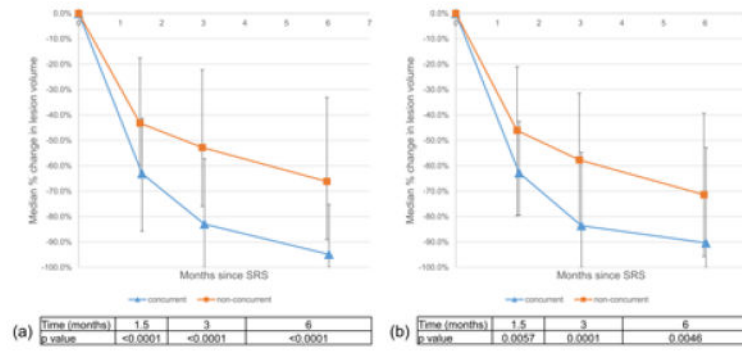 0.0%
0 1 2 3 4 5 6 7
-10.0%
-20.0%
-30.0%
-40.0%
-50.0%
-60.0%
-70.0%
-80.0%
-90.0%
-100.0%
Median % change in lesion volume
Months since SRS
concurrent non-concurrent
(a)
Time (months) 1.5 3 6
p value <0.0001 <0.0001 <0.0001
0.0%
0 1 2 3 4 5 6
-10.0%
-20.0%
-30.0%
-40.0%
-50.0%
-60.0%
-70.0%
-80.0%
-90.0%
-100.0%
Median % change in lesion volume
Months since SRS
concurrent non-concurrent
(b)
Time (months) 1.5 3 6
p value 0.0057 0.0001 0.0046